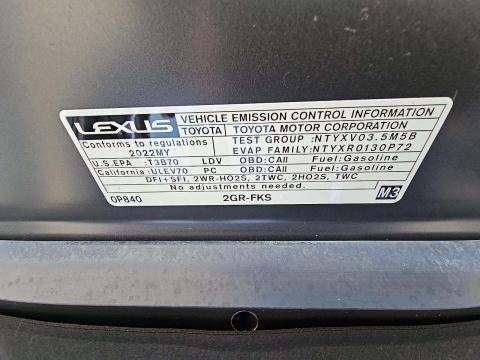 LEXUS VEHICLE EMISSION CONTROL INFORMATION
TOYOTA TOYOTA MOTOR CORPORATION
Conforms to regulations TEST GROUP :NTYXV03.5M5B
2022MY EVAP FAMILY:NTYXR0130P72
U.S.EPA :T3B70 LDV OBD:CAII Fuel:Gasoline
California:ULEV70 PC OBD:CAII Fuel:Gasoline
DFI+SFI, 2WR-HO2S, 2TWC, 2HO2S, TWC
No adjustments needed.
0P840 2GR-FKS M3